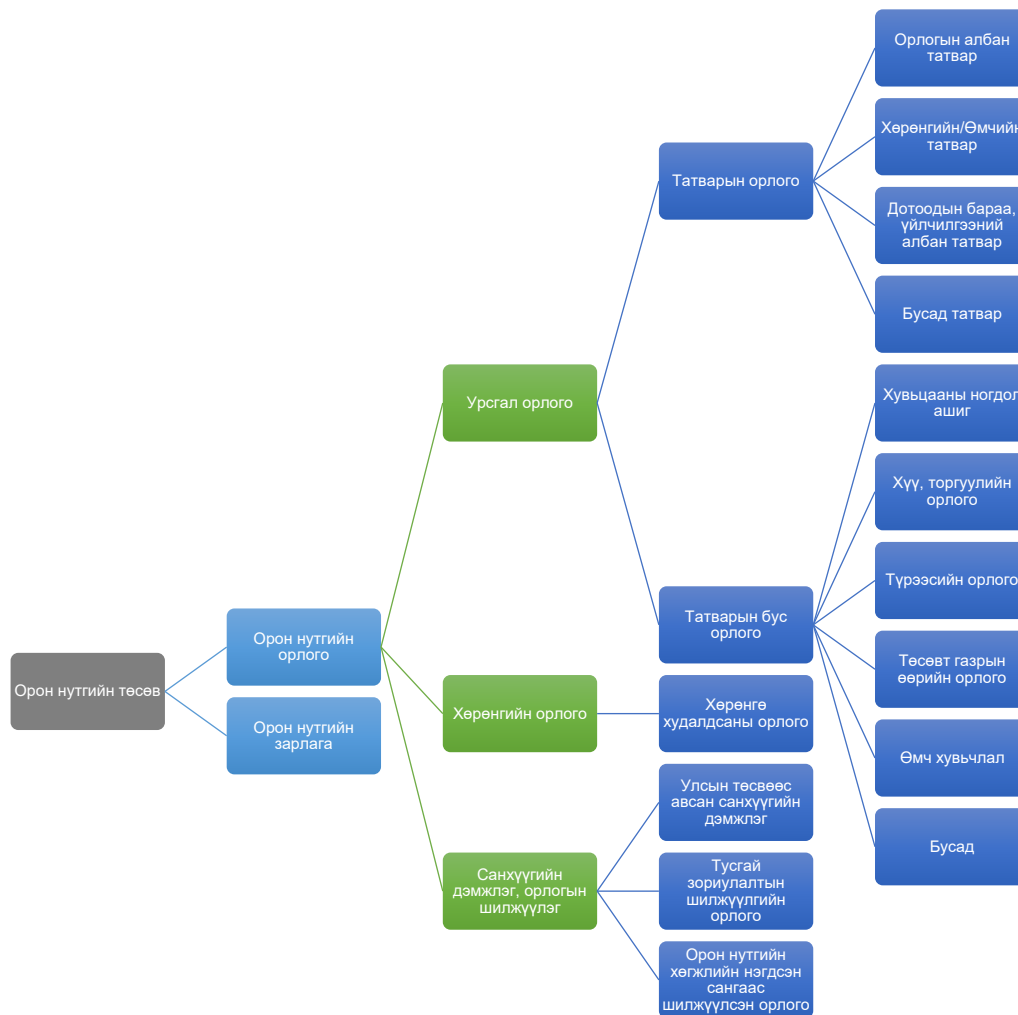 Орлогын албан
татвар
Хөрөнгийн/Өмчийн
татвар
Татварын орлого
Дотоодын бараа,
үйлчилгээний
албан татвар
Бусад татвар
Урсгал орлого
Хувьцааны ногдол
ашиг
Хүү, торгуулийн
орлого
Түрээсийн орлого
Татварын бус
орлого
Орон нутгийн
орлого
Төсөвт газрын
өөрийн орлого
Орон нутгийн төсөв
Хөрөнгийн орлого
Хөрөнгө
худалдсаны орлого
Орон нутгийн
зарлага
Өмч хувьчлал
Улсын төсвөөс
авсан санхүүгийн
дэмжлэг
Бусад
Санхүүгийн
дэмжлэг, орлогын
шилжүүлэг
Тусгай
зориулалтын
шилжүүлгийн
орлого
Орон нутгийн
хөгжлийн нэгдсэн
сангаас
шилжүүлсэн орлого